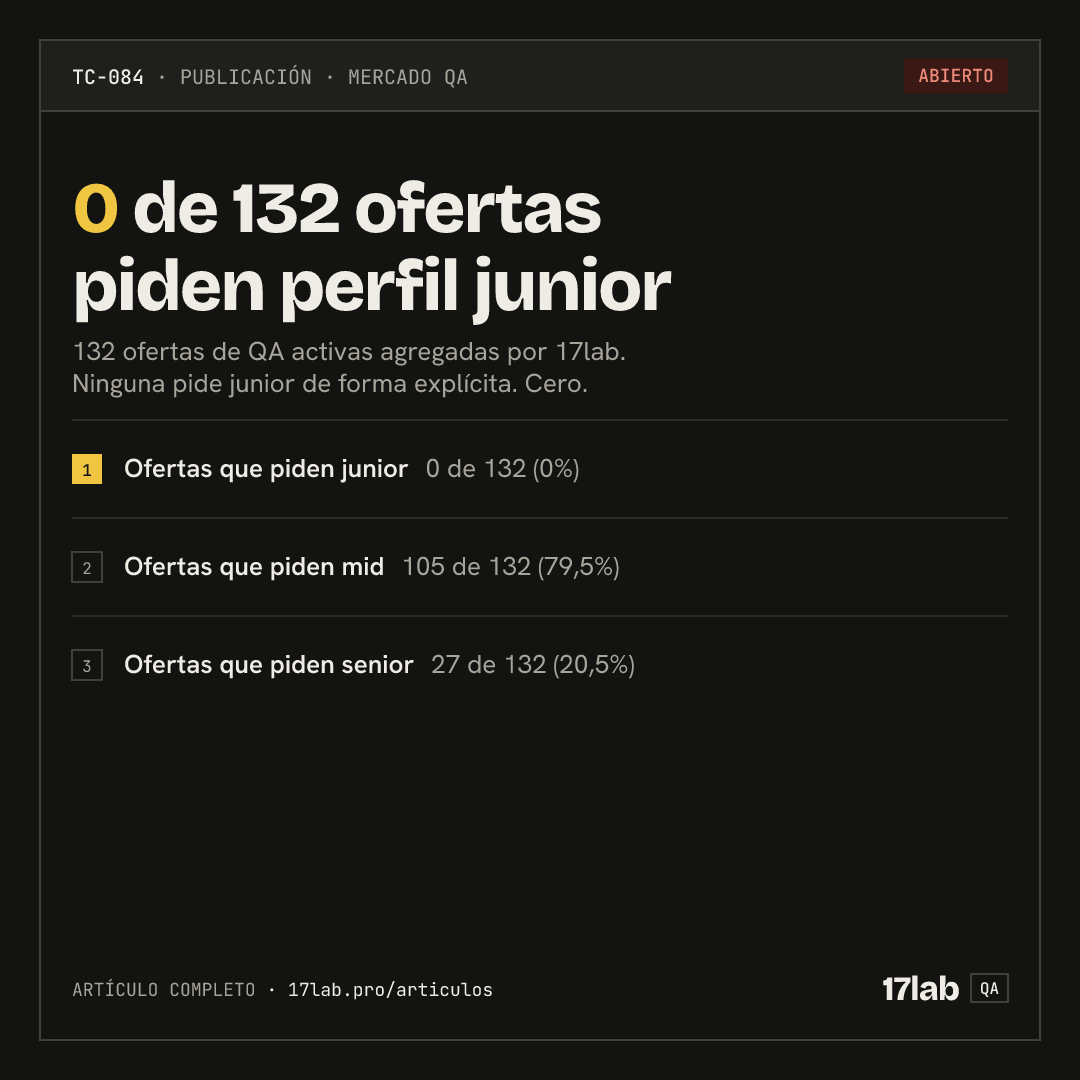 TC-084 · PUBLICACIÓN · MERCADO QA
ABIERTO
0 de 132 ofertas
piden perfil junior
132 ofertas de QA activas agregadas por 17lab.
Ninguna pide junior de forma explícita. Cero.
1 Ofertas que piden junior 0 de 132 (0%)
2 Ofertas que piden mid 105 de 132 (79,5%)
3 Ofertas que piden senior 27 de 132 (20,5%)
ARTÍCULO COMPLETO · 17lab.pro/articulos
17lab QA